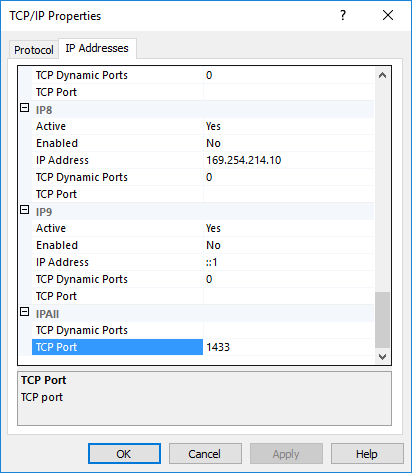 TCP/IP Properties ? ×
Protocol IP Addresses
TCP Dynamic Ports 0
TCP Port
IP8
Active Yes
Enabled No
IP Address 169.254.214.10
TCP Dynamic Ports 0
TCP Port
IP9
Active Yes
Enabled No
IP Address ::1
TCP Dynamic Ports 0
TCP Port
IPAll
TCP Dynamic Ports
TCP Port 1433
TCP Port
TCP port
OK Cancel Apply Help